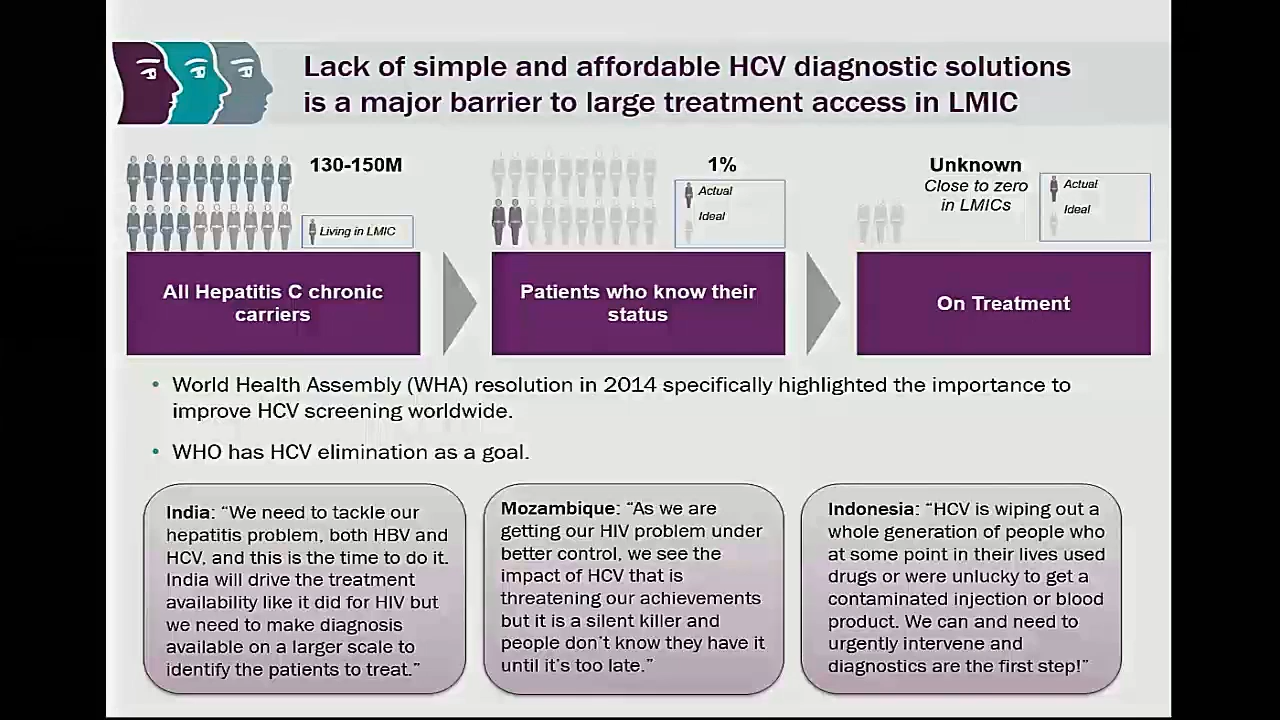 Lack of simple and affordable HCV diagnostic solutions
is a major barrier to large treatment access in LMIC
130-150M
Living in LMIC
1%
Actual
Ideal
Unknown
Close to zero
in LMICs
Actual
Ideal
All Hepatitis C chronic
carriers
Patients who know their
status
On Treatment
• World Health Assembly (WHA) resolution in 2014 specifically highlighted the importance to
improve HCV screening worldwide.
• WHO has HCV elimination as a goal.
India: “We need to tackle our
hepatitis problem, both HBV and
HCV, and this is the time to do it.
India will drive the treatment
availability like it did for HIV but
we need to make diagnosis
available on a larger scale to
identify the patients to treat.”
Mozambique: “As we are
getting our HIV problem under
better control, we see the
impact of HCV that is
threatening our achievements
but it is a silent killer and
people don’t know they have it
until it’s too late.”
Indonesia: “HCV is wiping out a
whole generation of people who
at some point in their lives used
drugs or were unlucky to get a
contaminated injection or blood
product. We can and need to
urgently intervene and
diagnostics are the first step!”